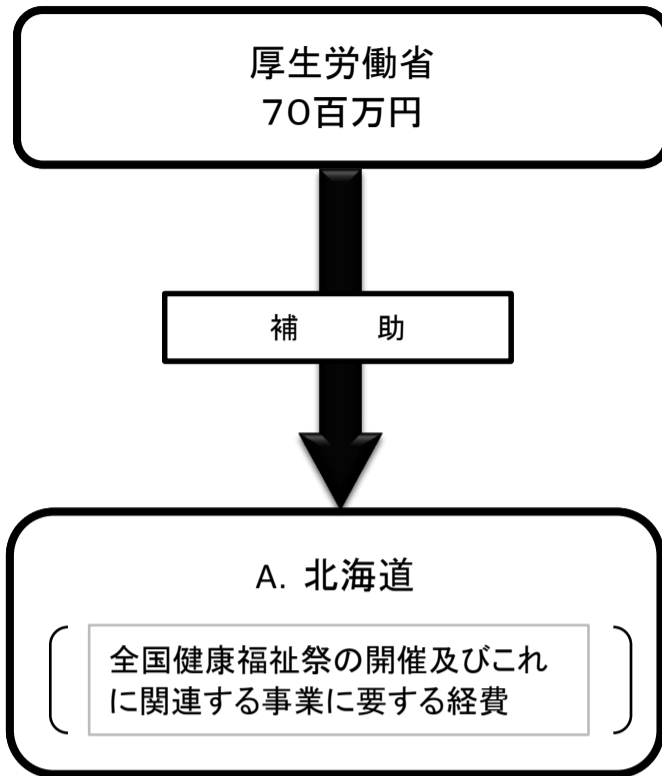 厚生労働省
70百万円
補　　助
A. 北海道
全国健康福祉祭の開催及びこれ
に関連する事業に要する経費